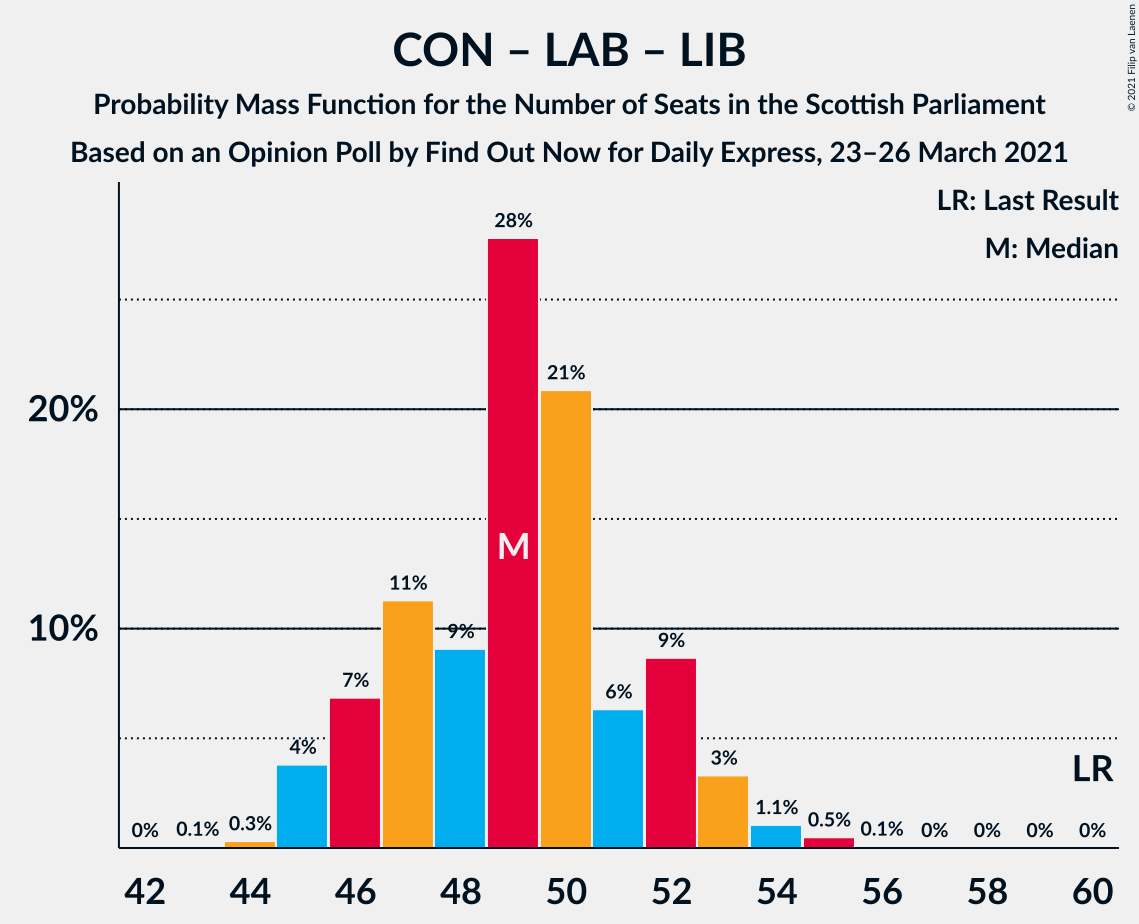 CON – LAB – LIB
Probability Mass Function for the Number of Seats in the Scottish Parliament
Based on an Opinion Poll by Find Out Now for Daily Express, 23–26 March 2021
© 2021 Filip van Laenen
LR: Last Result
M: Median
28%
21%
20%
M
11%
10%
9%
9%
7%
6%
4%
3%
LR
1.1%
0.5%
0.3%
0.1%
0%
0.1%
0%
0%
0%
0%
42 44 46 48 50 52 54 56 58 60